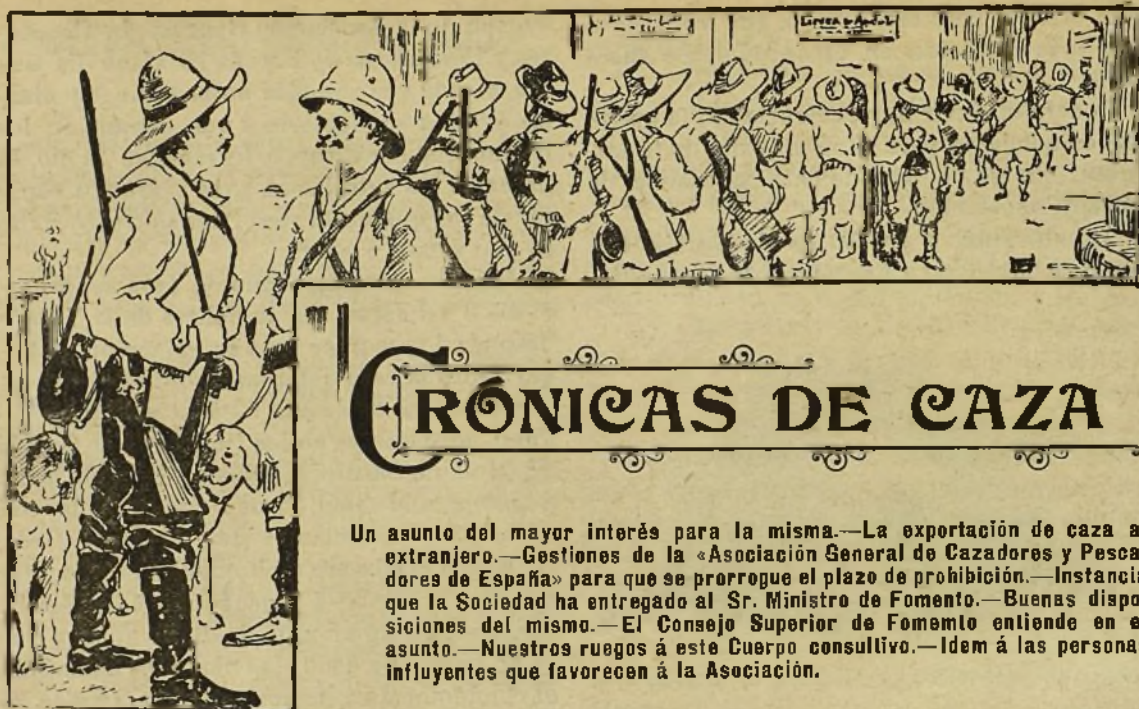 CRÓNICAS DE CAZA
Un asunto del mayor interés para la misma.—La exportación de caza a
extranjero.—Gestiones de la «Asociación General de Cazadores y Pesca-
dores de España» para que se prorrogue el plazo de prohibición.—Instancia
que la Sociedad ha entregado al Sr. Ministro de Fomento.—Buenas dispo-
siciones del mismo.—El Consejo Superior de Fomemto entiende en e
asunto.—Nuestros ruegos á este Cuerpo consultivo.—Idem á las persona
influyentes que favorecen á la Asociación.